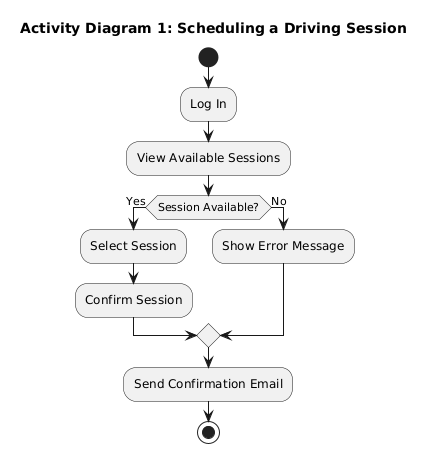 Activity Diagram 1: Scheduling a Driving Session
Log In
View Available Sessions
Session Available?
Yes
No
Select Session
Show Error Message
Confirm Session
Send Confirmation Email